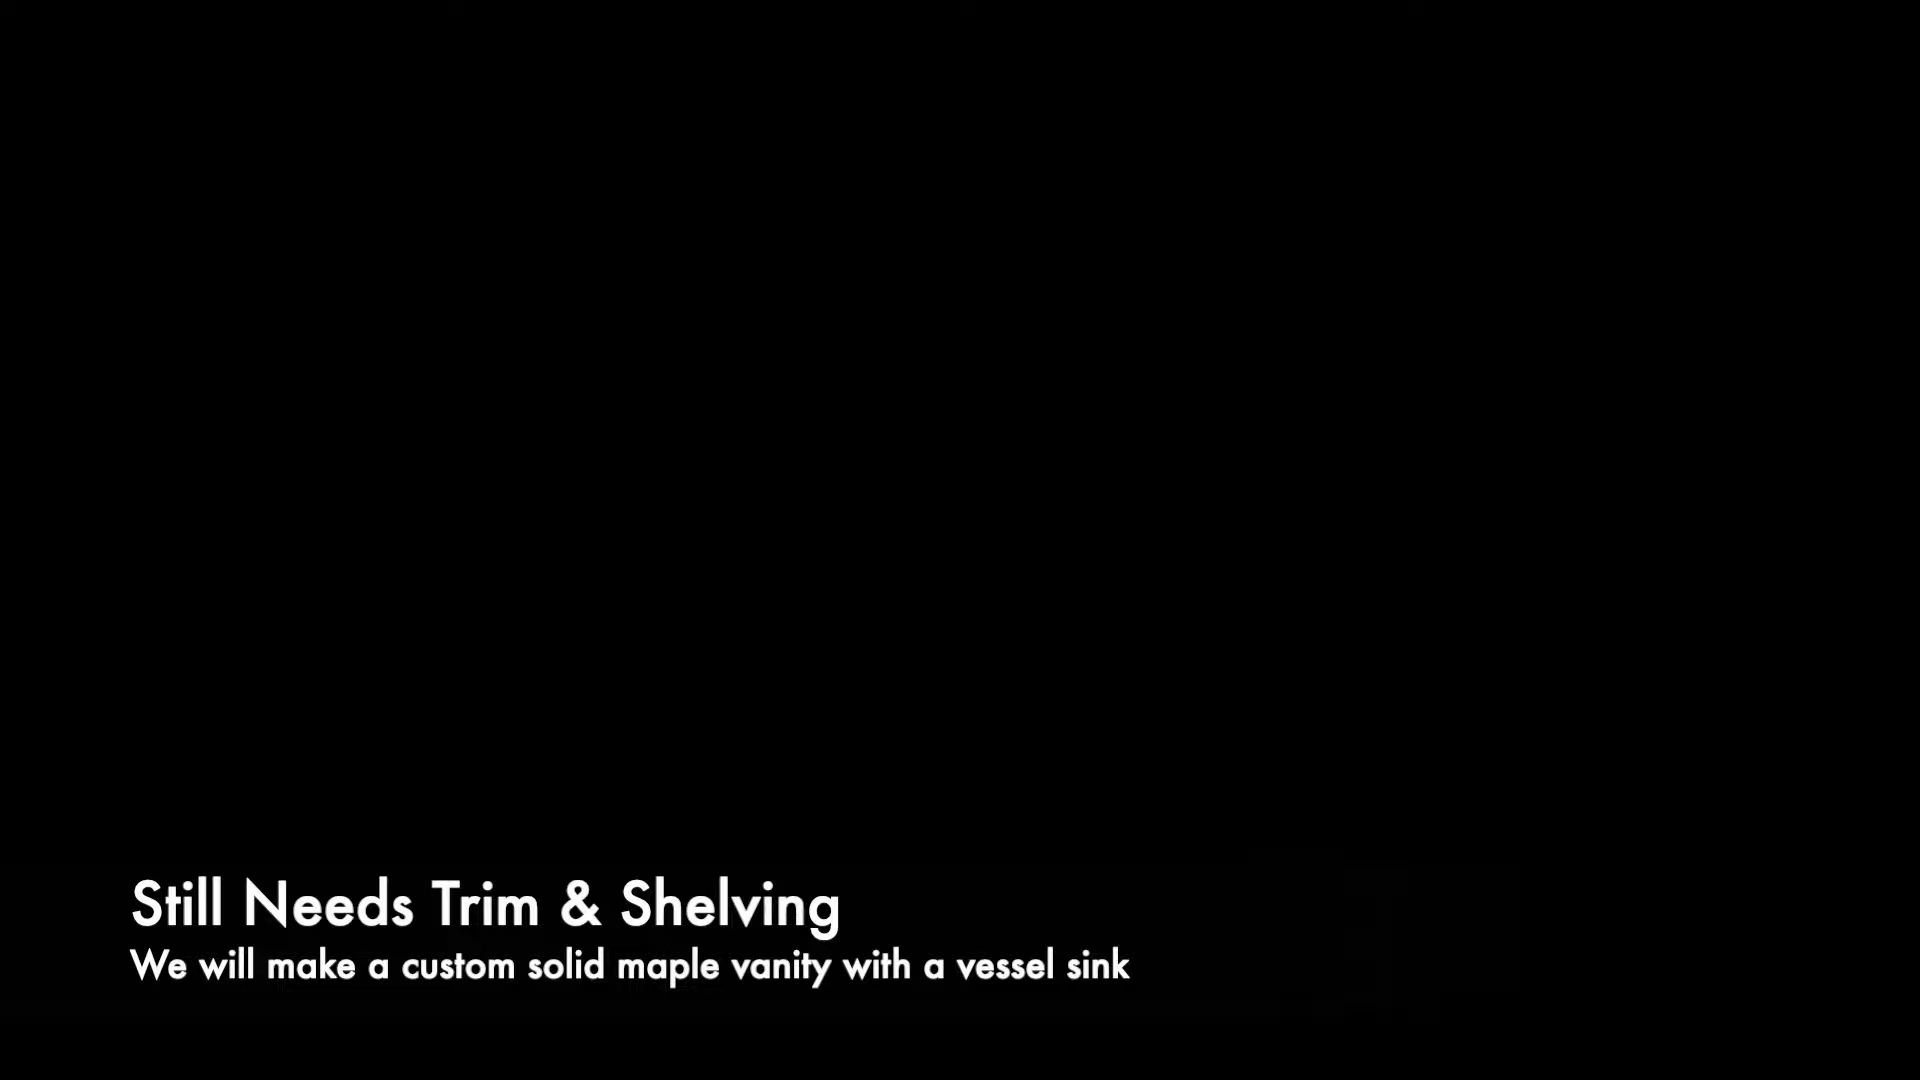 Still Needs Trim & Shelving
We will make a custom solid maple vanity with a vessel sink